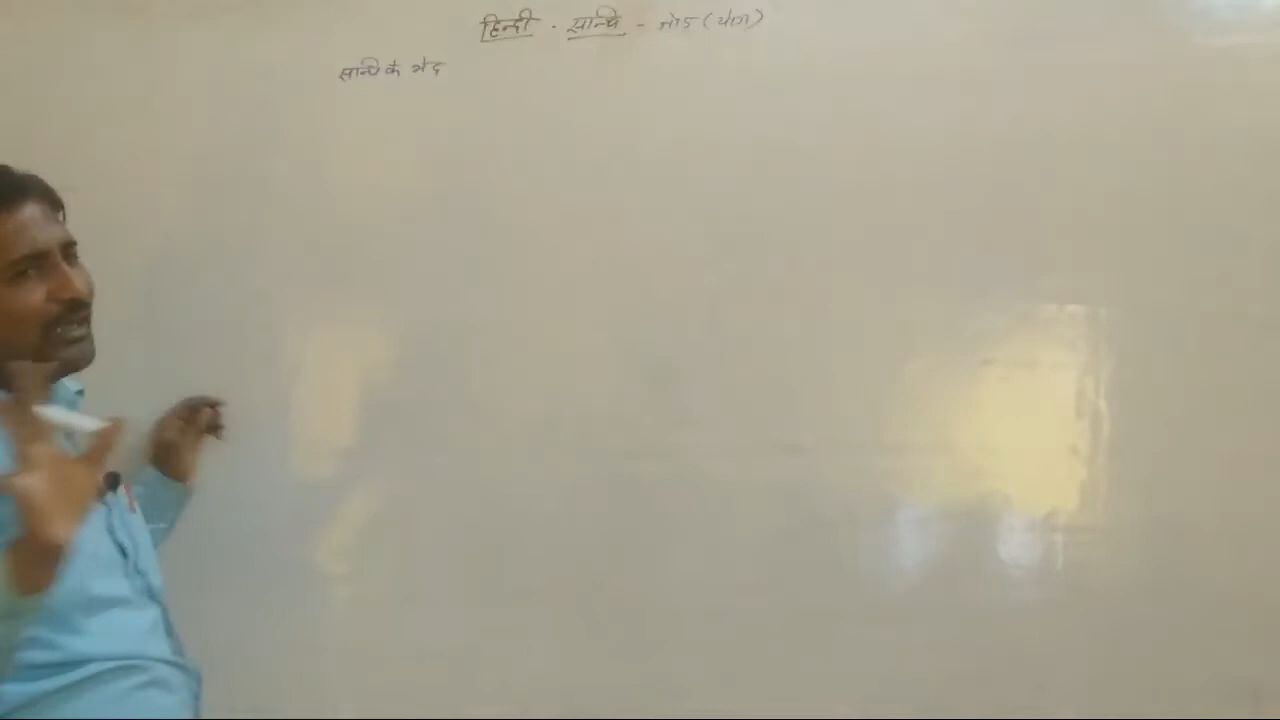 हिन्दी . सन्धि - जोड़ (योग)
सन्धि के भेद